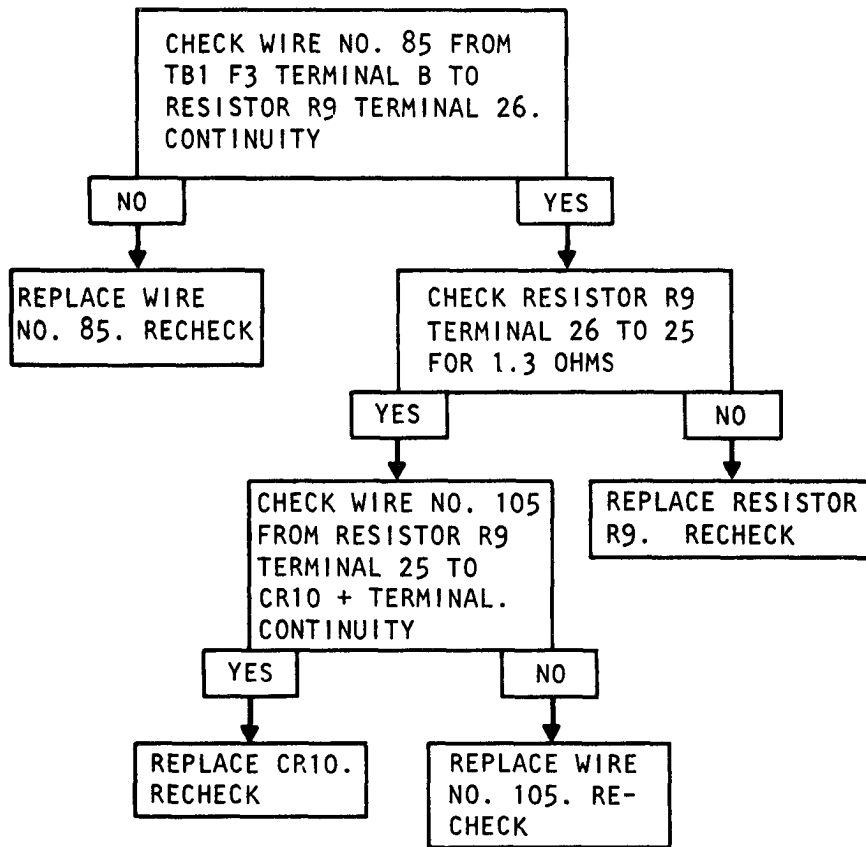 CHECK WIRE NO. 85 FROM
TB1 F3 TERMINAL B TO
RESISTOR R9 TERMINAL 26.
CONTINUITY
NO
YES
REPLACE WIRE
NO. 85. RECHECK
CHECK RESISTOR R9
TERMINAL 26 TO 25
FOR 1.3 OHMS
YES
NO
CHECK WIRE NO. 105
FROM RESISTOR R9
TERMINAL 25 TO
CR10 + TERMINAL.
CONTINUITY
REPLACE RESISTOR
R9. RECHECK
YES
NO
REPLACE CR10.
RECHECK
REPLACE WIRE
NO. 105. RE-
CHECK